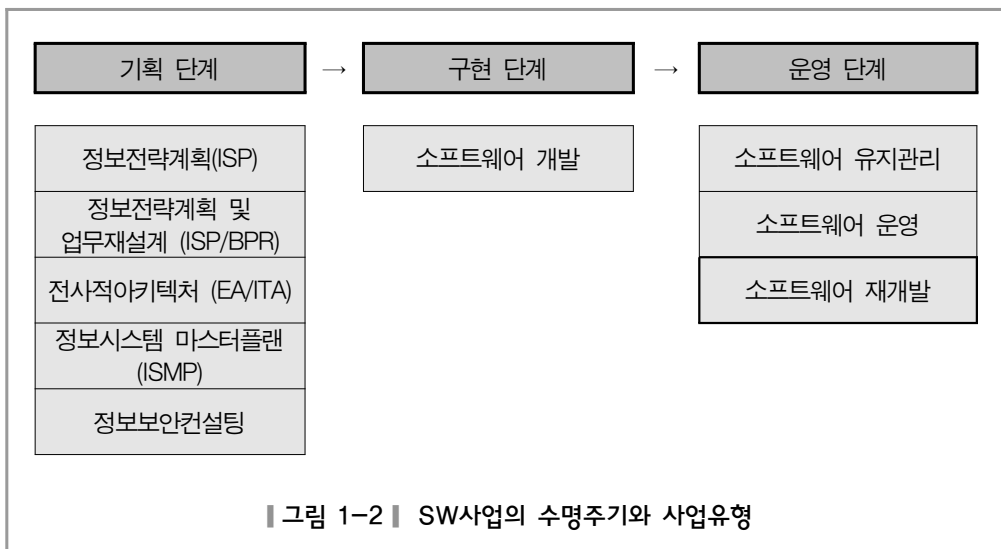 기획 단계 → 구현 단계 → 운영 단계
정보전략계획(ISP)
정보전략계획 및
업무재설계 (ISP/BPR)
전사적아키텍처 (EA/ITA)
정보시스템 마스터플랜
(ISMP)
정보보안컨설팅
소프트웨어 개발
소프트웨어 유지관리
소프트웨어 운영
소프트웨어 재개발
‖그림 1-2‖ SW사업의 수명주기와 사업유형